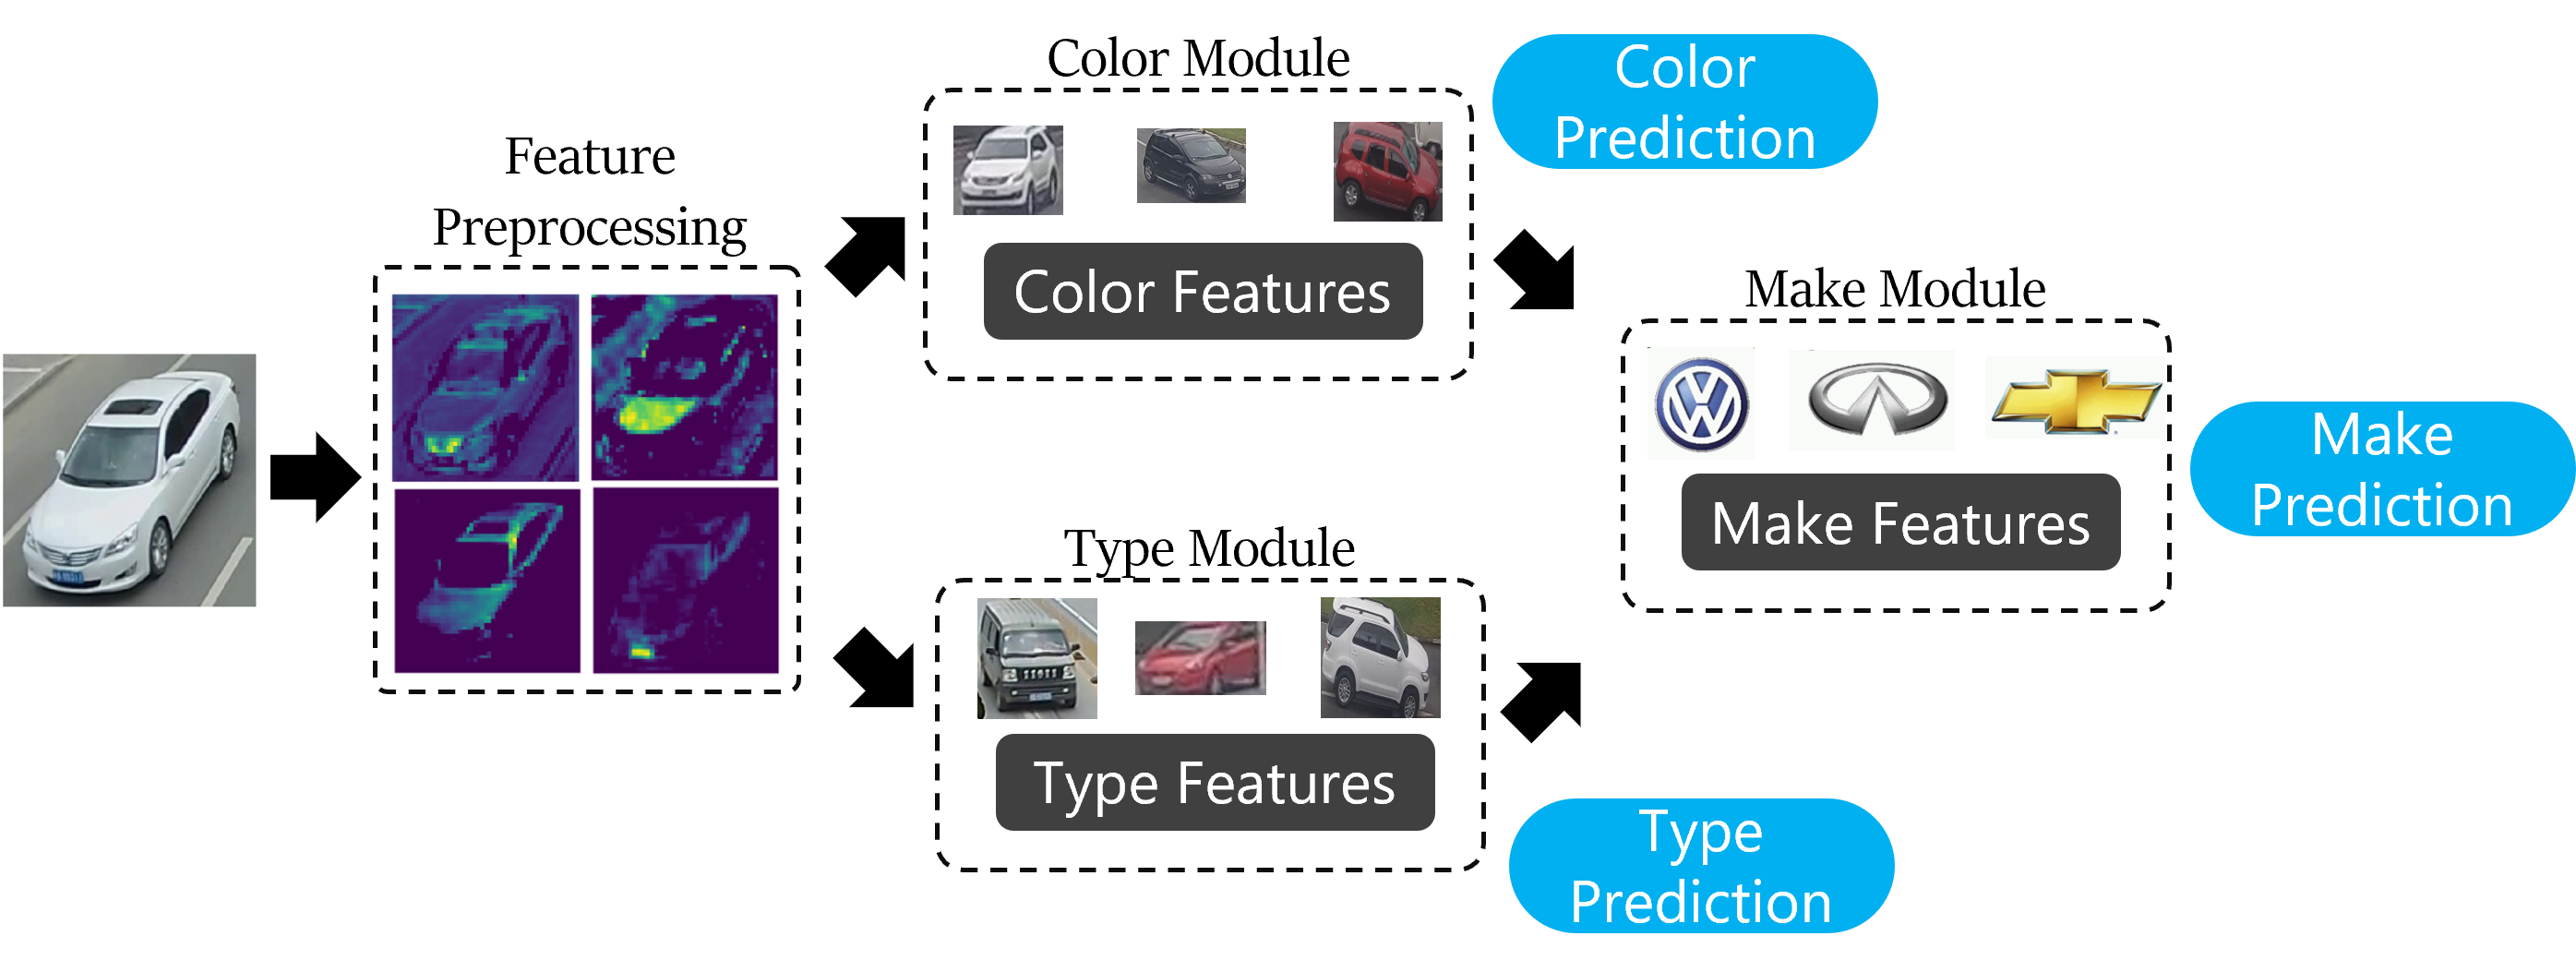 Feature
Preprocessing
Color Module
Color Features
Color
Prediction
Type Module
Type Features
Type
Prediction
Make Module
Make Features
Make
Prediction